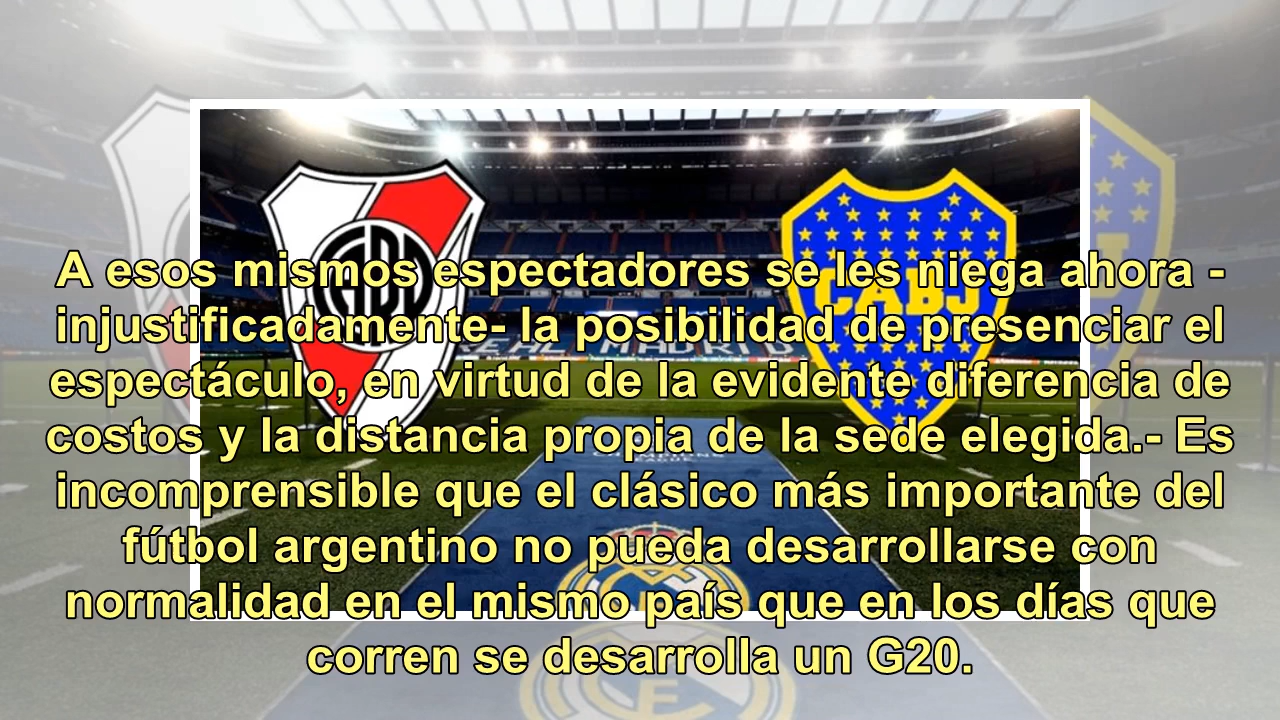 A esos mismos espectadores se les niega ahora -
injustificadamente- la posibilidad de presenciar el
espectáculo, en virtud de la evidente diferencia de
costos y la distancia propia de la sede elegida.- Es
incomprensible que el clásico más importante del
fútbol argentino no pueda desarrollarse con
normalidad en el mismo país que en los días que
corren se desarrolla un G20.
CABJ